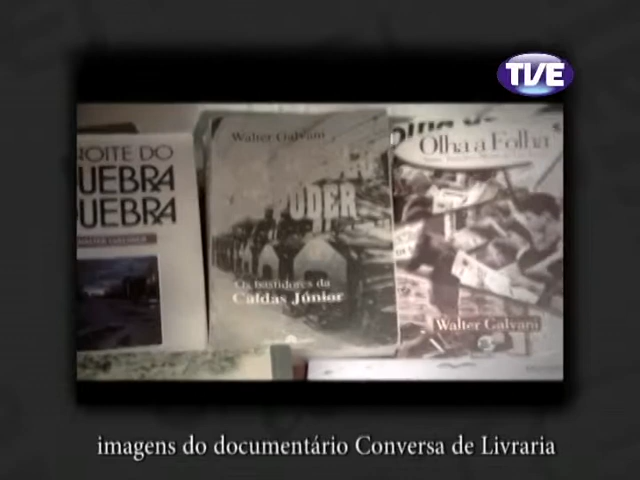 TVE
NOITE DO
QUEBRA
QUEBRA
Walter Galvani
PODER
Os bastidores da
Caldas Júnior
Olha a Folha
Walter Galvani
imagens do documentário Conversa de Livraria